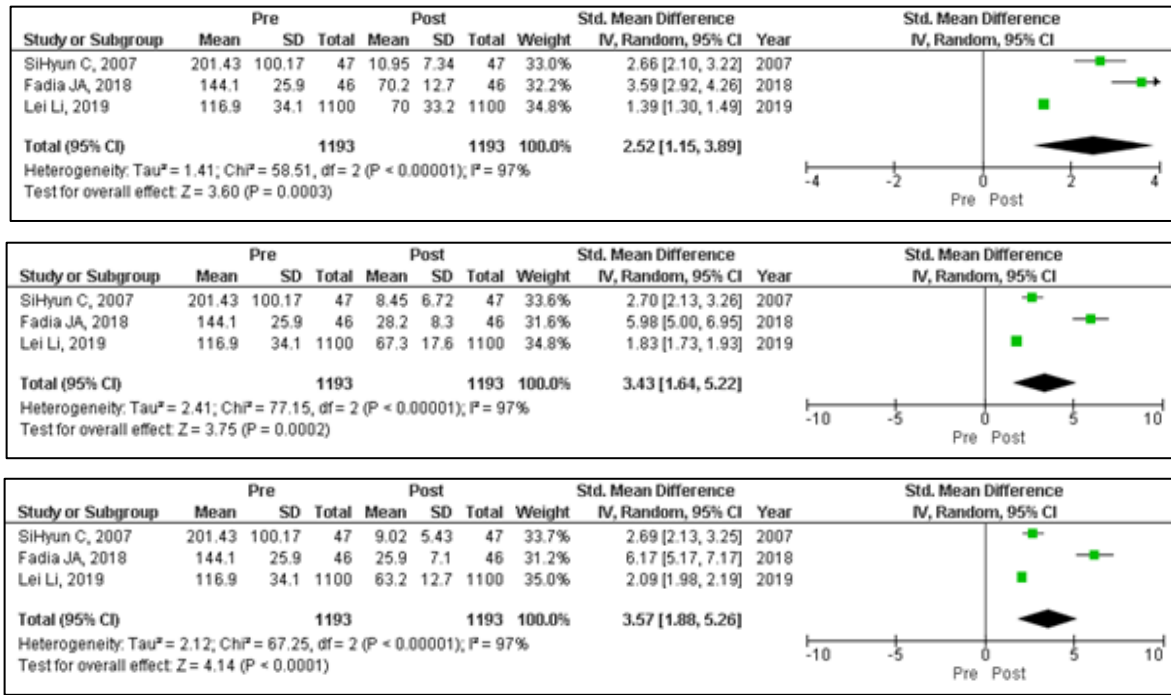 Pre Post Std. Mean Difference Std. Mean Difference
Study or Subgroup Mean SD Total Mean SD Total Weight IV, Random, 95% CI Year IV, Random, 95% CI
SiHyun C, 2007 201.43 100.17 47 10.95 7.34 47 33.0% 2.66 [2.10, 3.22] 2007
Fadia JA, 2018 144.1 25.9 46 70.2 12.7 46 32.2% 3.59 [2.92, 4.26] 2018
Lei Li, 2019 116.9 34.1 1100 70 33.2 1100 34.8% 1.39 [1.30, 1.49] 2019
Total (95% CI) 1193 1193 100.0% 2.52 [1.15, 3.89]
Heterogeneity: Tau² = 1.41; Chi² = 58.51, df = 2 (P < 0.00001); I² = 97%
Test for overall effect: Z = 3.60 (P = 0.0003)
-4 -2 0 2 4
Pre Post
Pre Post Std. Mean Difference Std. Mean Difference
Study or Subgroup Mean SD Total Mean SD Total Weight IV, Random, 95% CI Year IV, Random, 95% CI
SiHyun C, 2007 201.43 100.17 47 8.45 6.72 47 33.6% 2.70 [2.13, 3.26] 2007
Fadia JA, 2018 144.1 25.9 46 28.2 8.3 46 31.6% 5.98 [5.00, 6.95] 2018
Lei Li, 2019 116.9 34.1 1100 67.3 17.6 1100 34.8% 1.83 [1.73, 1.93] 2019
Total (95% CI) 1193 1193 100.0% 3.43 [1.64, 5.22]
Heterogeneity: Tau² = 2.41; Chi² = 77.15, df = 2 (P < 0.00001); I² = 97%
Test for overall effect: Z = 3.75 (P = 0.0002)
-10 -5 0 5 10
Pre Post
Pre Post Std. Mean Difference Std. Mean Difference
Study or Subgroup Mean SD Total Mean SD Total Weight IV, Random, 95% CI Year IV, Random, 95% CI
SiHyun C, 2007 201.43 100.17 47 9.02 5.43 47 33.7% 2.69 [2.13, 3.25] 2007
Fadia JA, 2018 144.1 25.9 46 25.9 7.1 46 31.2% 6.17 [5.17, 7.17] 2018
Lei Li, 2019 116.9 34.1 1100 63.2 12.7 1100 35.0% 2.09 [1.98, 2.19] 2019
Total (95% CI) 1193 1193 100.0% 3.57 [1.88, 5.26]
Heterogeneity: Tau² = 2.12; Chi² = 67.25, df = 2 (P < 0.00001); I² = 97%
Test for overall effect: Z = 4.14 (P < 0.0001)
-10 -5 0 5 10
Pre Post